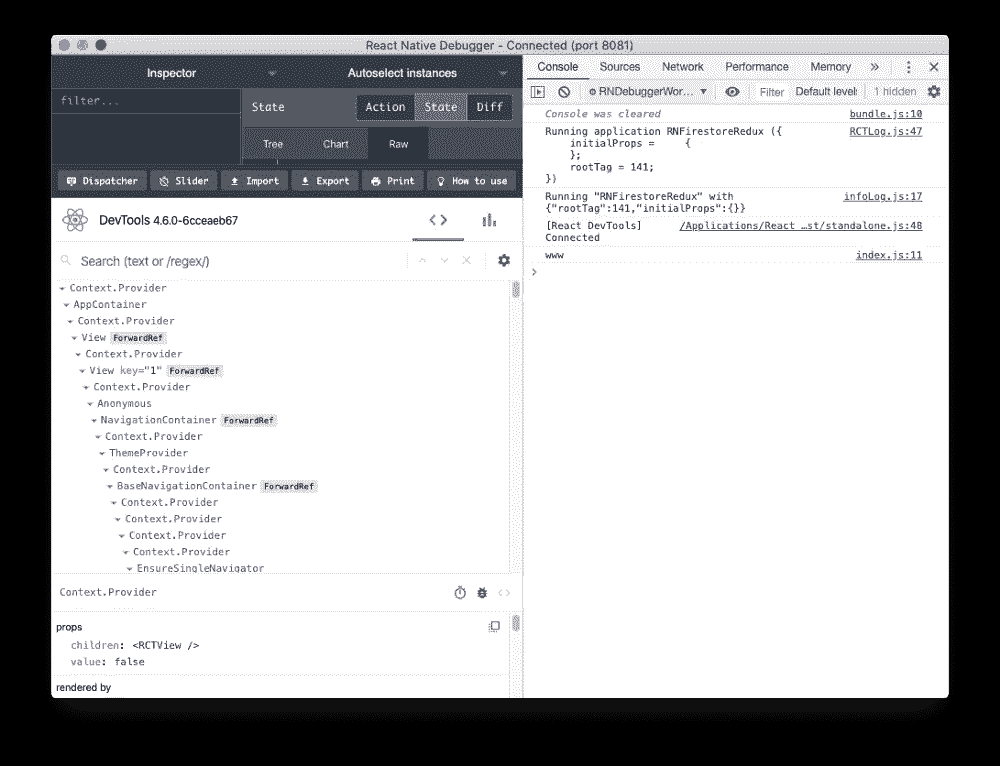 React Native Debugger - Connected (port 8081)
Inspector
Autoselect instances
filter...
State
Action
State
Diff
Tree
Chart
Raw
Dispatcher
Slider
Import
Export
Print
How to use
DevTools 4.6.0-6cceaeb67
Search (text or /regex/)
Context.Provider
AppContainer
Context.Provider
View ForwardRef
Context.Provider
View key="1" ForwardRef
Context.Provider
Anonymous
NavigationContainer ForwardRef
Context.Provider
ThemeProvider
Context.Provider
BaseNavigationContainer ForwardRef
Context.Provider
Context.Provider
Context.Provider
Context.Provider
EnsureSingleNavigator
Context.Provider
props
children: <RCTView />
value: false
rendered by
Console
Sources
Network
Performance
Memory
RNDebuggerWor...
Filter
Default levels
1 hidden
Console was cleared bundle.js:10
Running application RNFirestoreRedux ({ RCTLog.:47
initialProps = {
};
rootTag = 141;
})
Running "RNFirestoreRedux" with infoLog.:17
{"rootTag":141,"initialProps":{}}
[React DevTools] /Applications/React …st/standalone.js:48
Connected
www index.js:11